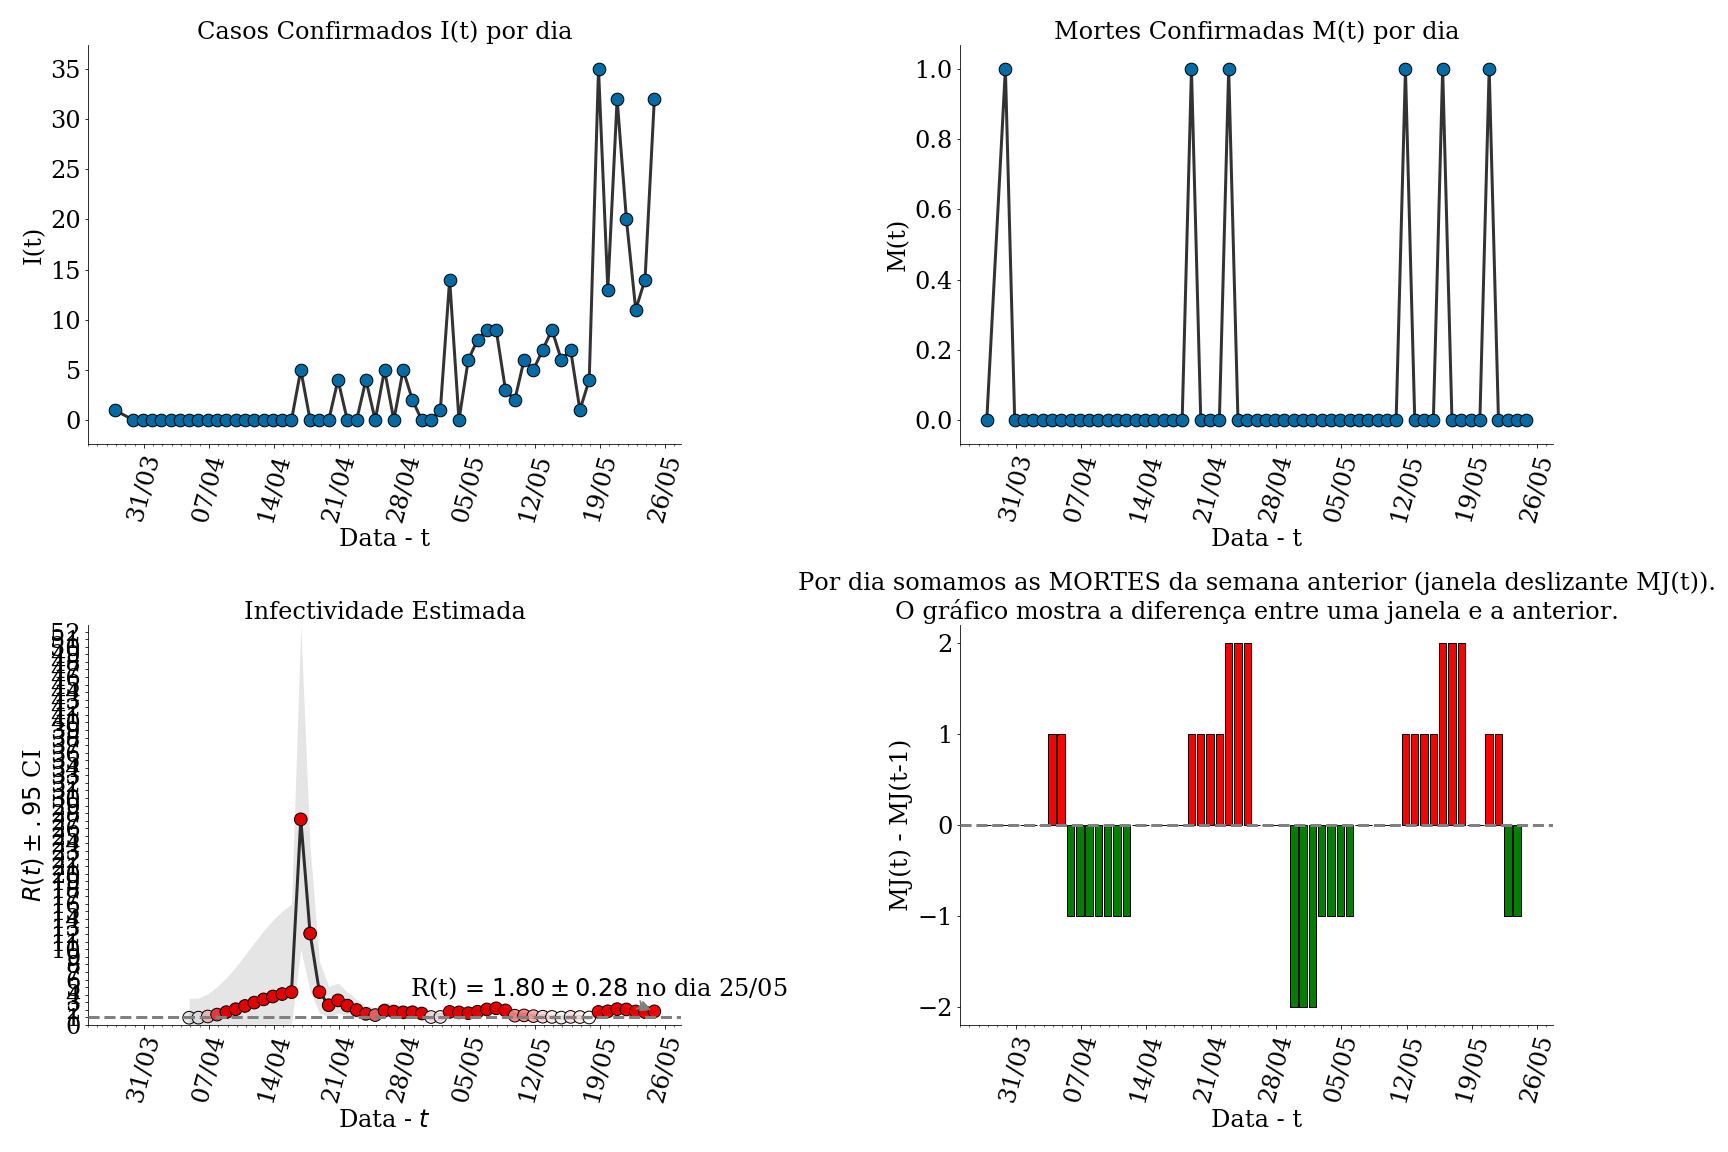 Casos Confirmados I(t) por dia
I(t)
35
30
25
20
15
10
5
0
31/03 07/04 14/04 21/04 28/04 05/05 12/05 19/05 26/05
Data - t
Mortes Confirmadas M(t) por dia
M(t)
1.0
0.8
0.6
0.4
0.2
0.0
31/03 07/04 14/04 21/04 28/04 05/05 12/05 19/05 26/05
Data - t
Infectividade Estimada
R(t) ± .95 CI
52
0
R(t) = 1.80 ± 0.28 no dia 25/05
31/03 07/04 14/04 21/04 28/04 05/05 12/05 19/05 26/05
Data - t
Por dia somamos as MORTES da semana anterior (janela deslizante MJ(t)).
O gráfico mostra a diferença entre uma janela e a anterior.
MJ(t) - MJ(t-1)
2
1
0
−1
−2
31/03 07/04 14/04 21/04 28/04 05/05 12/05 19/05 26/05
Data - t